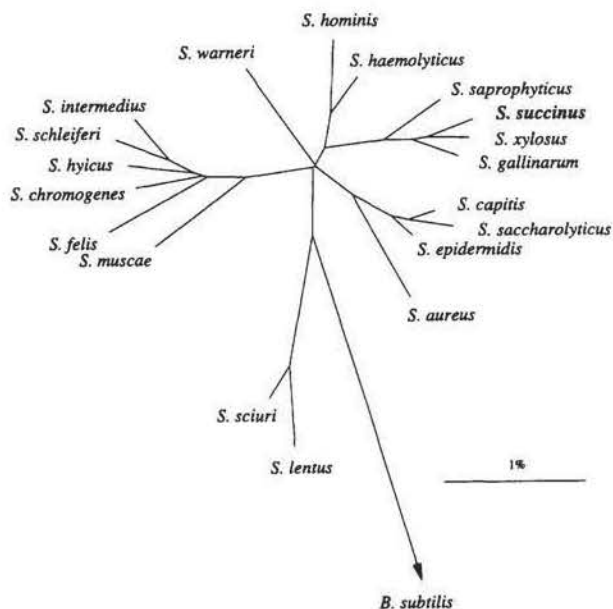 S. hominis
S. warneri
S. haemolyticus
S. saprophyticus
S. intermedius
S. succinus
S. schleiferi
S. xylosus
S. hyicus
S. gallinarum
S. chromogenes
S. capitis
S. saccharolyticus
S. felis
S. epidermidis
S. muscae
S. aureus
S. sciuri
S. lentus
1%
B. subtilis